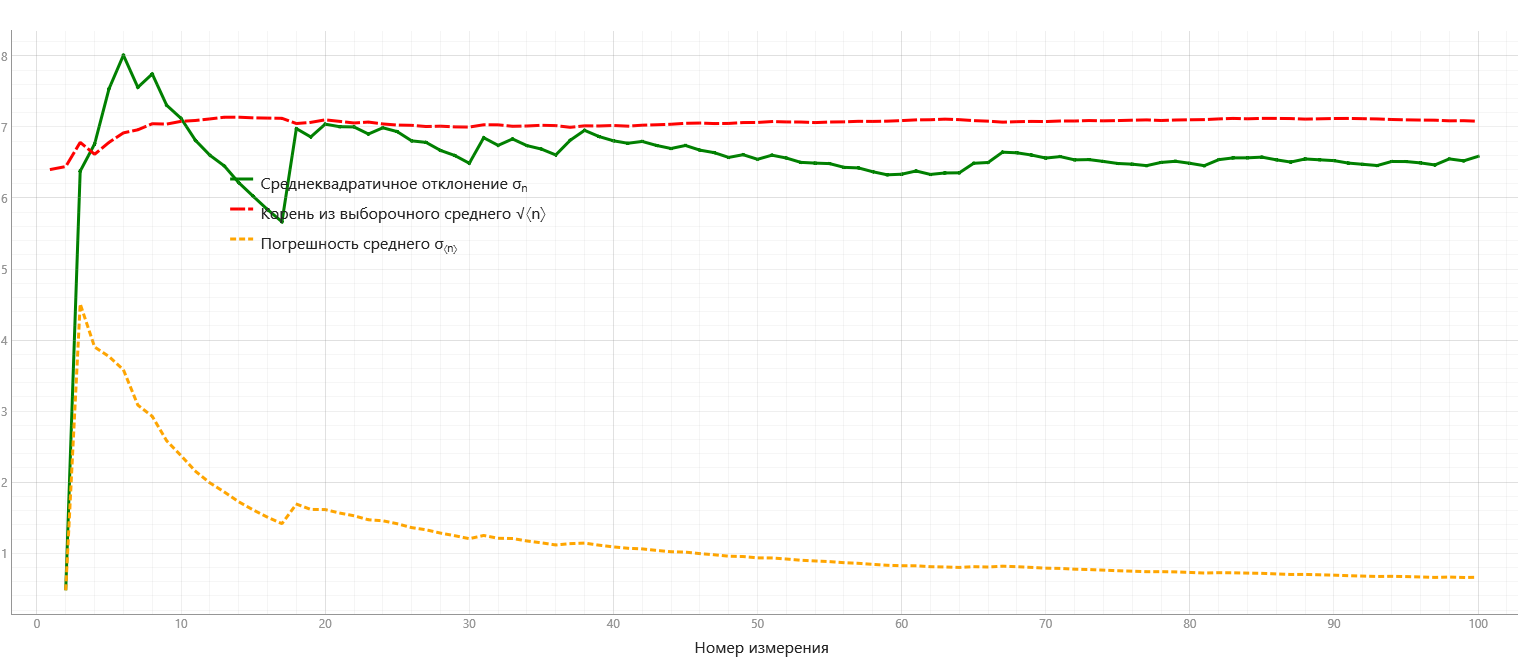 8
7
6
5
4
3
2
1
Среднеквадратичное отклонение σn
Корень из выборочного среднего √⟨n⟩
Погрешность среднего σ⟨n⟩
0 10 20 30 40 50 60 70 80 90 100
Номер измерения